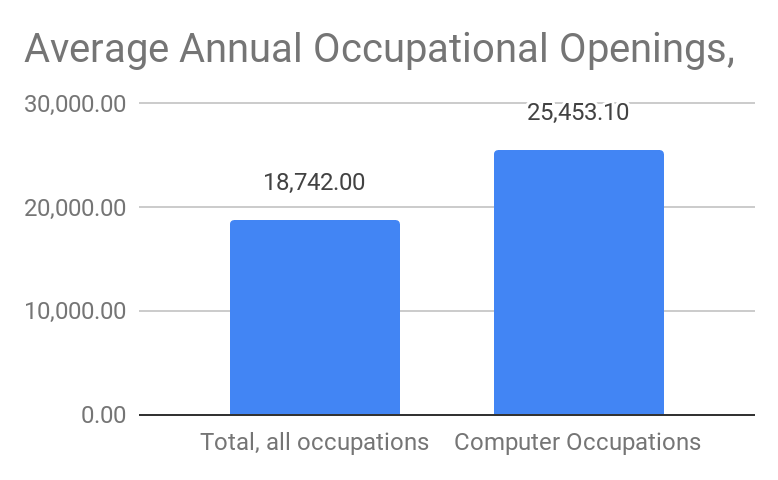 Average Annual Occupational Openings,
30,000.00
25,453.10
18,742.00
20,000.00
10,000.00
0.00
Total, all occupations
Computer Occupations